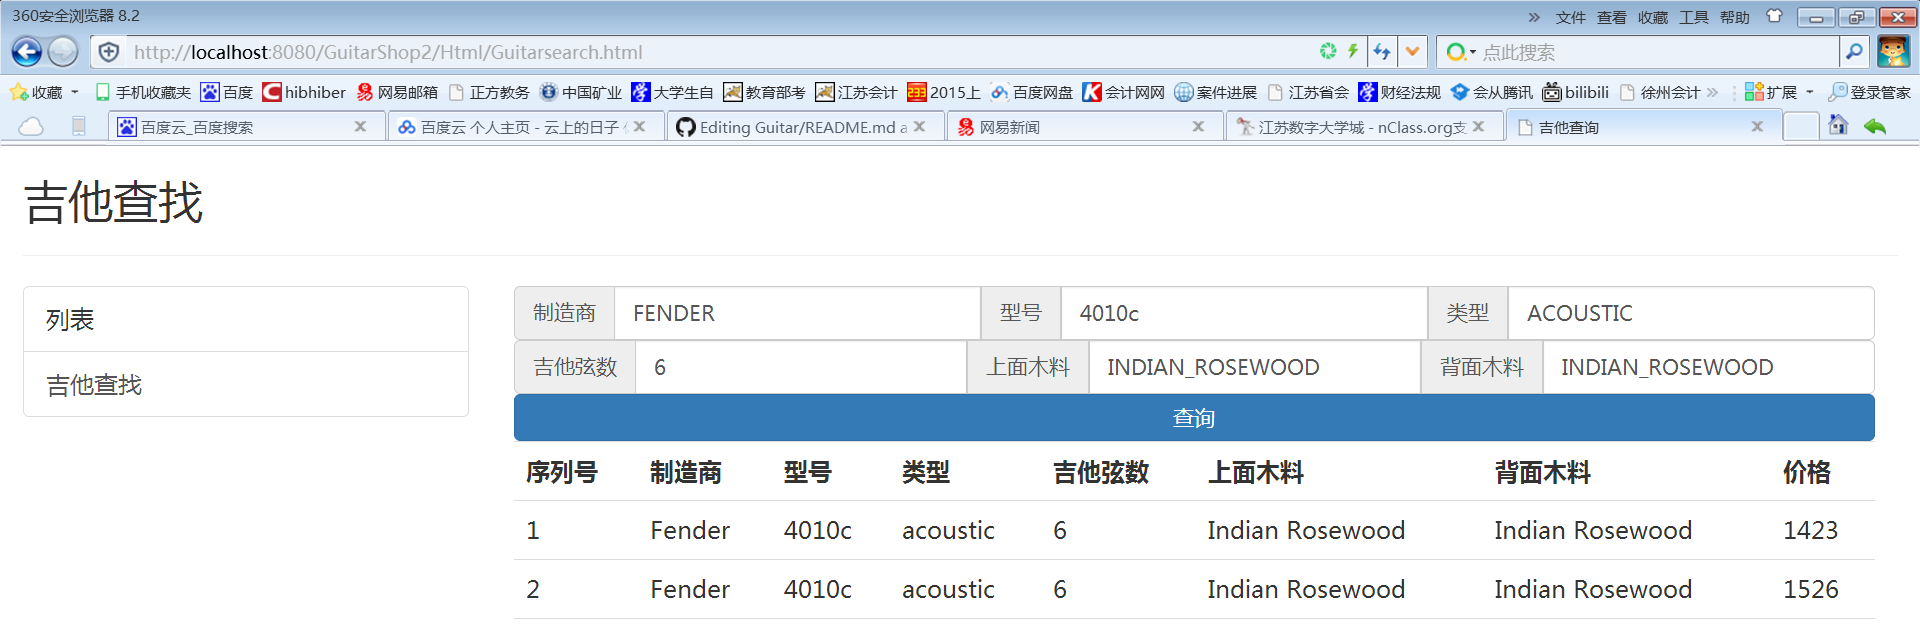 360安全浏览器 8.2
» 文件 查看 收藏 工具 帮助
http://localhost:8080/GuitarShop2/Html/Guitarsearch.html
点此搜索
收藏 手机收藏夹 百度 hibhiber 网易邮箱 正方教务 中国矿业 大学生自 教育部考 江苏会计 2015上 百度网盘 会计网网 案件进展 江苏省会 财经法规 会从腾讯 bilibili 徐州会计 » 扩展 登录管家
百度云_百度搜索 百度云 个人主页 - 云上的日子 Editing Guitar/README.md a 网易新闻 江苏数字大学城 - nClass.org支 吉他查询
吉他查找
列表
吉他查找
制造商 FENDER 型号 4010c 类型 ACOUSTIC
吉他弦数 6 上面木料 INDIAN_ROSEWOOD 背面木料 INDIAN_ROSEWOOD
查询
序列号 制造商 型号 类型 吉他弦数 上面木料 背面木料 价格
1 Fender 4010c acoustic 6 Indian Rosewood Indian Rosewood 1423
2 Fender 4010c acoustic 6 Indian Rosewood Indian Rosewood 1526